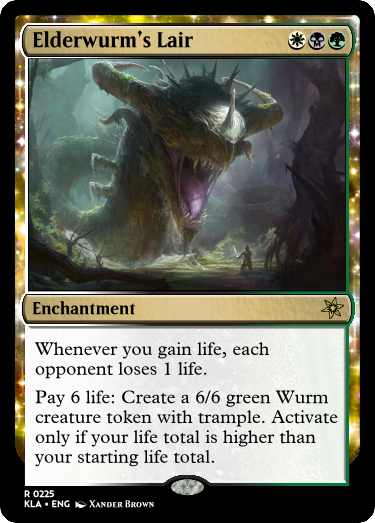 Elderwurm's Lair
Enchantment
Whenever you gain life, each
opponent loses 1 life.
Pay 6 life: Create a 6/6 green Wurm
creature token with trample. Activate
only if your life total is higher than
your starting life total.
R 0225
KLA • ENG Xander Brown